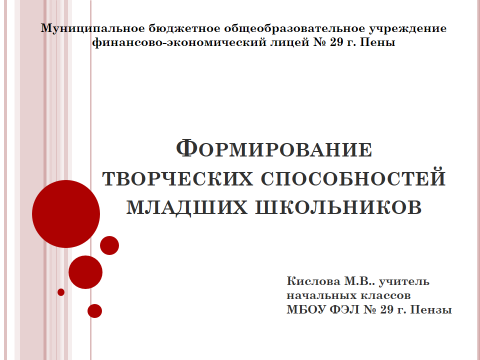 Муниципальное бюджетное общеобразовательное учреждение
финансово-экономический лицей № 29 г. Пены
Формирование
творческих способностей
младших школьников
Кислова М.В.. учитель
начальных классов
МБОУ ФЭЛ № 29 г. Пензы